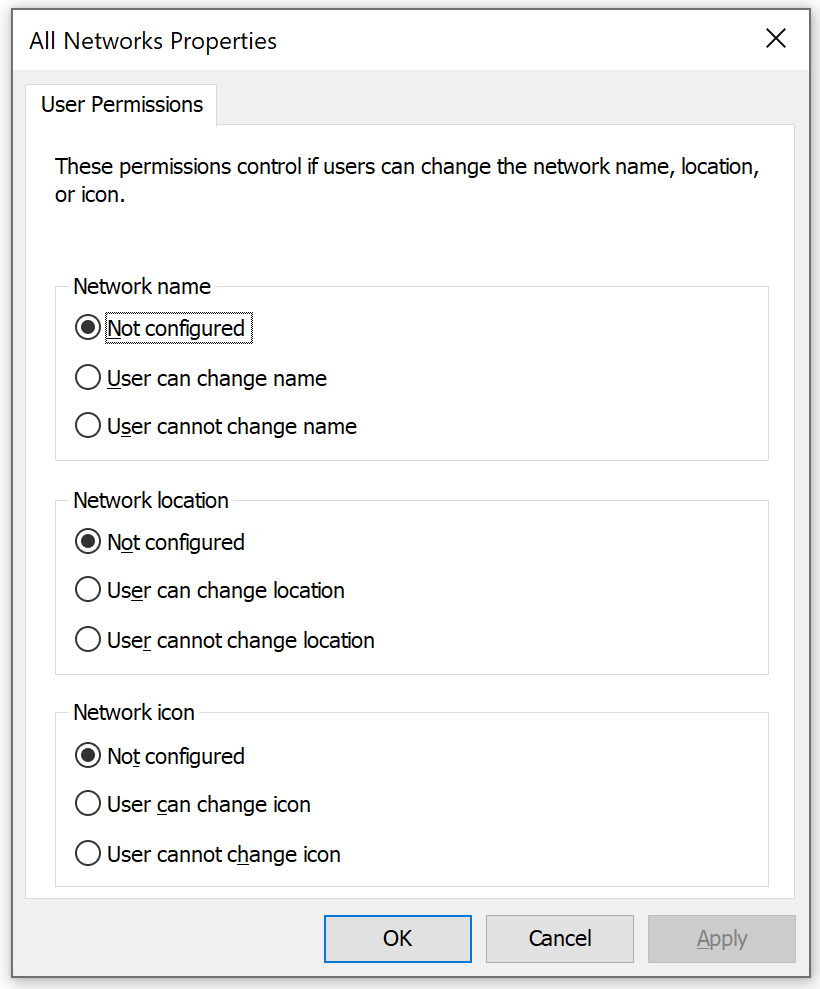 All Networks Properties
User Permissions
These permissions control if users can change the network name, location,
or icon.
Network name
Not configured
User can change name
User cannot change name
Network location
Not configured
User can change location
User cannot change location
Network icon
Not configured
User can change icon
User cannot change icon
OK Cancel Apply